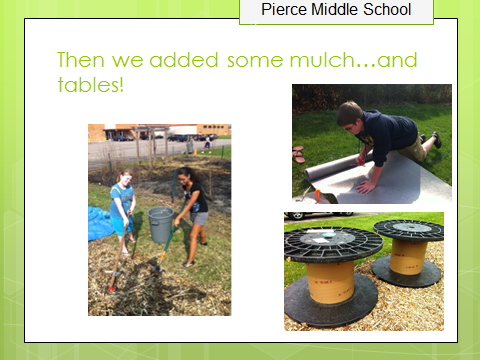 Pierce Middle School
Then we added some mulch…and
tables!